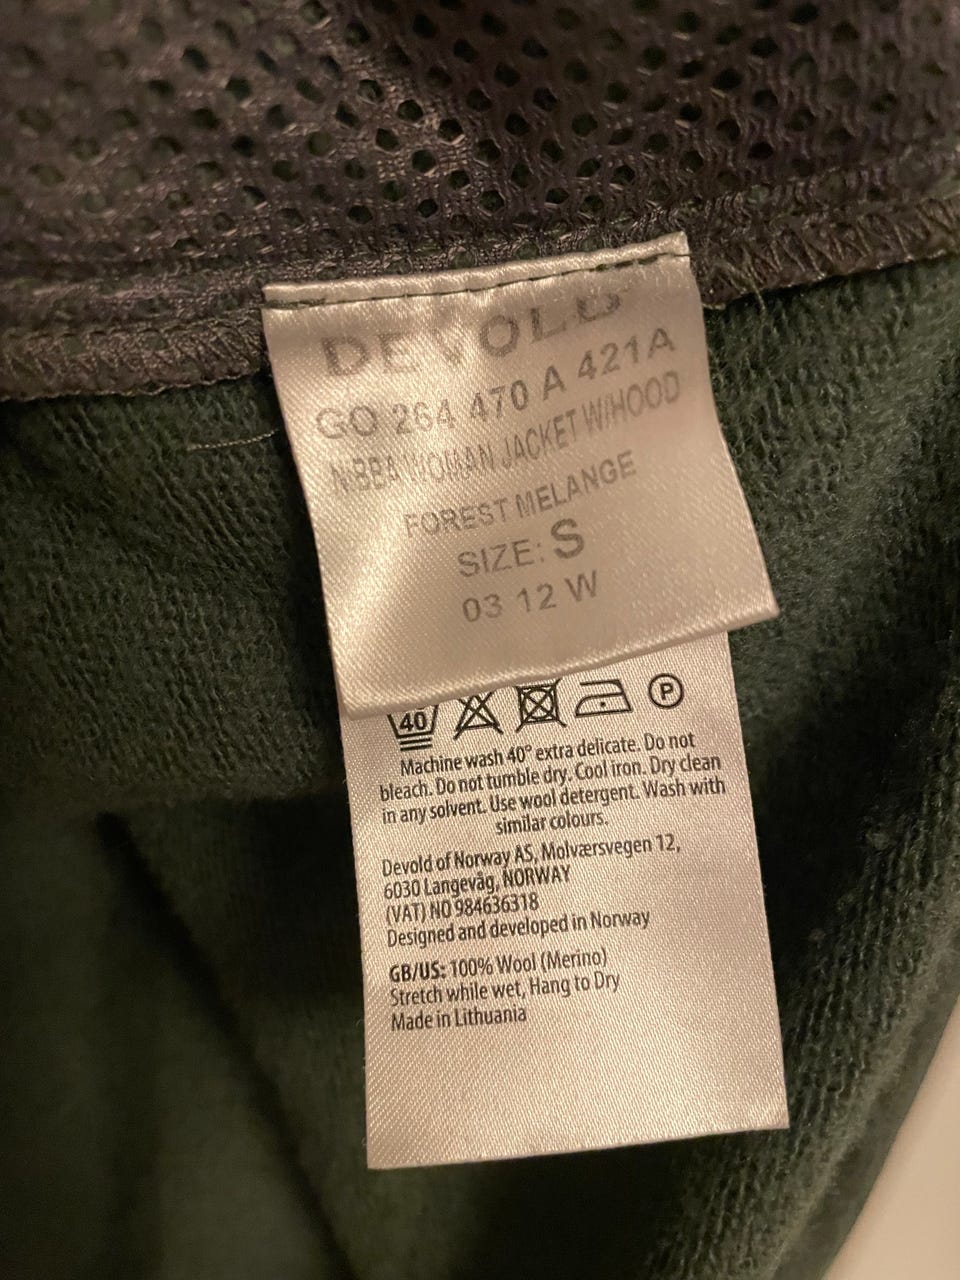 DEVOLD
GO 264 470 A 421A
NIBBA WOMAN JACKET W/HOOD
FOREST MELANGE
SIZE: S
03 12 W
40 P
Machine wash 40° extra delicate. Do not
bleach. Do not tumble dry. Cool iron. Dry clean
in any solvent. Use wool detergent. Wash with
similar colours.
Devold of Norway AS, Molværsvegen 12,
6030 Langevåg, NORWAY
(VAT) NO 984636318
Designed and developed in Norway
GB/US: 100% Wool (Merino)
Stretch while wet, Hang to Dry
Made in Lithuania